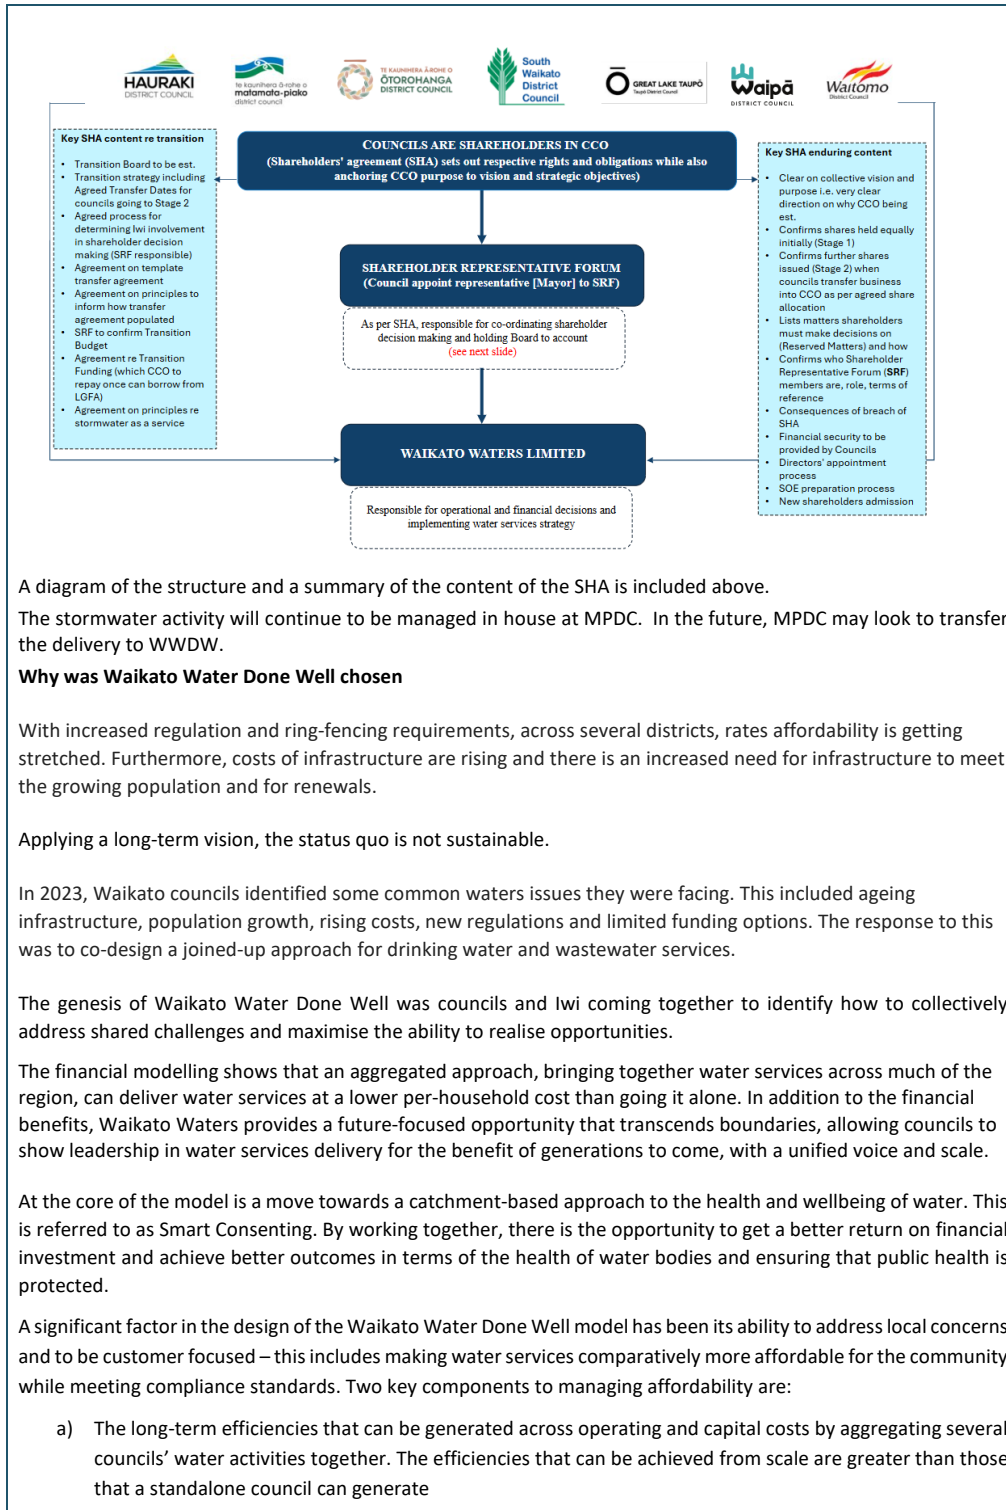 HAURAKI
DISTRICT COUNCIL
te kaunihera ā-rohe o
matamata-piako
district council
TE KAUNIHERA Ā-ROHE O
ŌTOROHANGA
DISTRICT COUNCIL
South
Waikato
District
Council
GREAT LAKE TAUPŌ
Taupō District Council
Waipā
DISTRICT COUNCIL
Waitomo
District Council
Key SHA content re transition
• Transition Board to be est.
• Transition strategy including
Agreed Transfer Dates for
councils going to Stage 2
• Agreed process for
determining Iwi involvement
in shareholder decision
making (SRF responsible)
• Agreement on template
transfer agreement
• Agreement on principles to
inform how transfer
agreement populated
• SRF to confirm Transition
Budget
• Agreement re Transition
Funding (which CCO to
repay once can borrow from
LGFA)
• Agreement on principles re
stormwater as a service
COUNCILS ARE SHAREHOLDERS IN CCO
(Shareholders' agreement (SHA) sets out respective rights and obligations while also
anchoring CCO purpose to vision and strategic objectives)
SHAREHOLDER REPRESENTATIVE FORUM
(Council appoint representative [Mayor] to SRF)
As per SHA, responsible for co-ordinating shareholder
decision making and holding Board to account
(see next slide)
WAIKATO WATERS LIMITED
Responsible for operational and financial decisions and
implementing water services strategy
Key SHA enduring content
• Clear on collective vision and
purpose i.e. very clear
direction on why CCO being
est.
• Confirms shares held equally
initially (Stage 1)
• Confirms further shares
issued (Stage 2) when
councils transfer business
into CCO as per agreed share
allocation
• Lists matters shareholders
must make decisions on
(Reserved Matters) and how
• Confirms who Shareholder
Representative Forum (SRF)
members are, role, terms of
reference
• Consequences of breach of
SHA
• Financial security to be
provided by Councils
• Directors' appointment
process
• SOE preparation process
• New shareholders admission
A diagram of the structure and a summary of the content of the SHA is included above.
The stormwater activity will continue to be managed in house at MPDC. In the future, MPDC may look to transfer
the delivery to WWDW.
Why was Waikato Water Done Well chosen
With increased regulation and ring-fencing requirements, across several districts, rates affordability is getting
stretched. Furthermore, costs of infrastructure are rising and there is an increased need for infrastructure to meet
the growing population and for renewals.
Applying a long-term vision, the status quo is not sustainable.
In 2023, Waikato councils identified some common waters issues they were facing. This included ageing
infrastructure, population growth, rising costs, new regulations and limited funding options. The response to this
was to co-design a joined-up approach for drinking water and wastewater services.
The genesis of Waikato Water Done Well was councils and Iwi coming together to identify how to collectively
address shared challenges and maximise the ability to realise opportunities.
The financial modelling shows that an aggregated approach, bringing together water services across much of the
region, can deliver water services at a lower per-household cost than going it alone. In addition to the financial
benefits, Waikato Waters provides a future-focused opportunity that transcends boundaries, allowing councils to
show leadership in water services delivery for the benefit of generations to come, with a unified voice and scale.
At the core of the model is a move towards a catchment-based approach to the health and wellbeing of water. This
is referred to as Smart Consenting. By working together, there is the opportunity to get a better return on financial
investment and achieve better outcomes in terms of the health of water bodies and ensuring that public health is
protected.
A significant factor in the design of the Waikato Water Done Well model has been its ability to address local concerns
and to be customer focused – this includes making water services comparatively more affordable for the community
while meeting compliance standards. Two key components to managing affordability are:
a) The long-term efficiencies that can be generated across operating and capital costs by aggregating several
councils' water activities together. The efficiencies that can be achieved from scale are greater than those
that a standalone council can generate